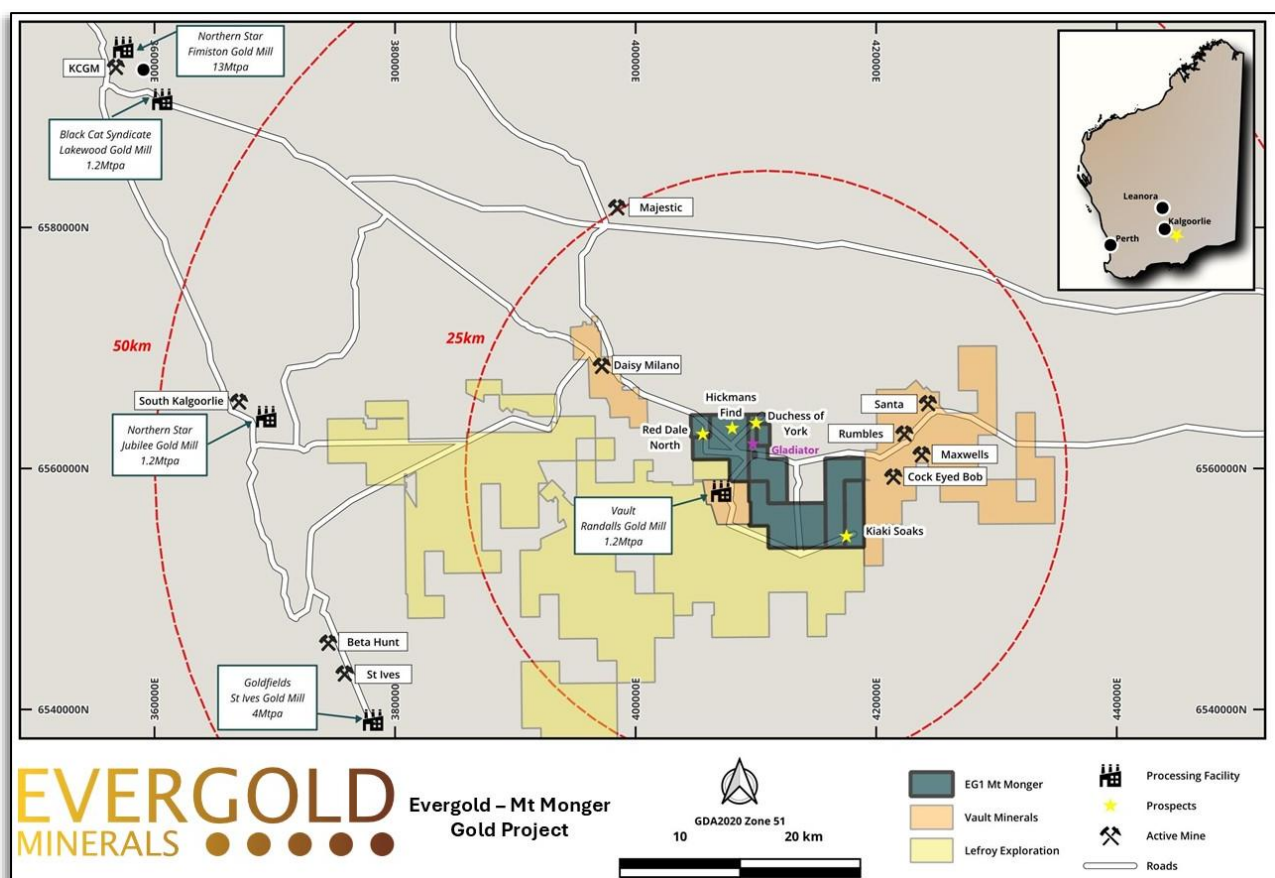 Northern Star
Fimiston Gold Mill
13Mtpa
KCGM
360000E
380000E
400000E
420000E
Black Cat Syndicate
Lakewood Gold Mill
1.2Mtpa
Leanora
Kalgoorlie
Perth
Majestic
6580000N
6580000N
50km
25km
Daisy Milano
South Kalgoorlie
Northern Star
Jubilee Gold Mill
1.2Mtpa
Hickmans
Find
Duchess of
York
Red Dale
North
Gladiator
Santa
Rumbles
Maxwells
Cock Eyed Bob
6560000N
6560000N
Vault
Randalls Gold Mill
1.2Mtpa
Kiaki Soaks
Beta Hunt
St Ives
Goldfields
St Ives Gold Mill
4Mtpa
6540000N
6540000N
360000E
380000E
400000E
420000E
440000E
EVERGOLD
MINERALS
Evergold – Mt Monger
Gold Project
GDA2020 Zone 51
10
20 km
EG1 Mt Monger
Vault Minerals
Lefroy Exploration
Processing Facility
Prospects
Active Mine
Roads